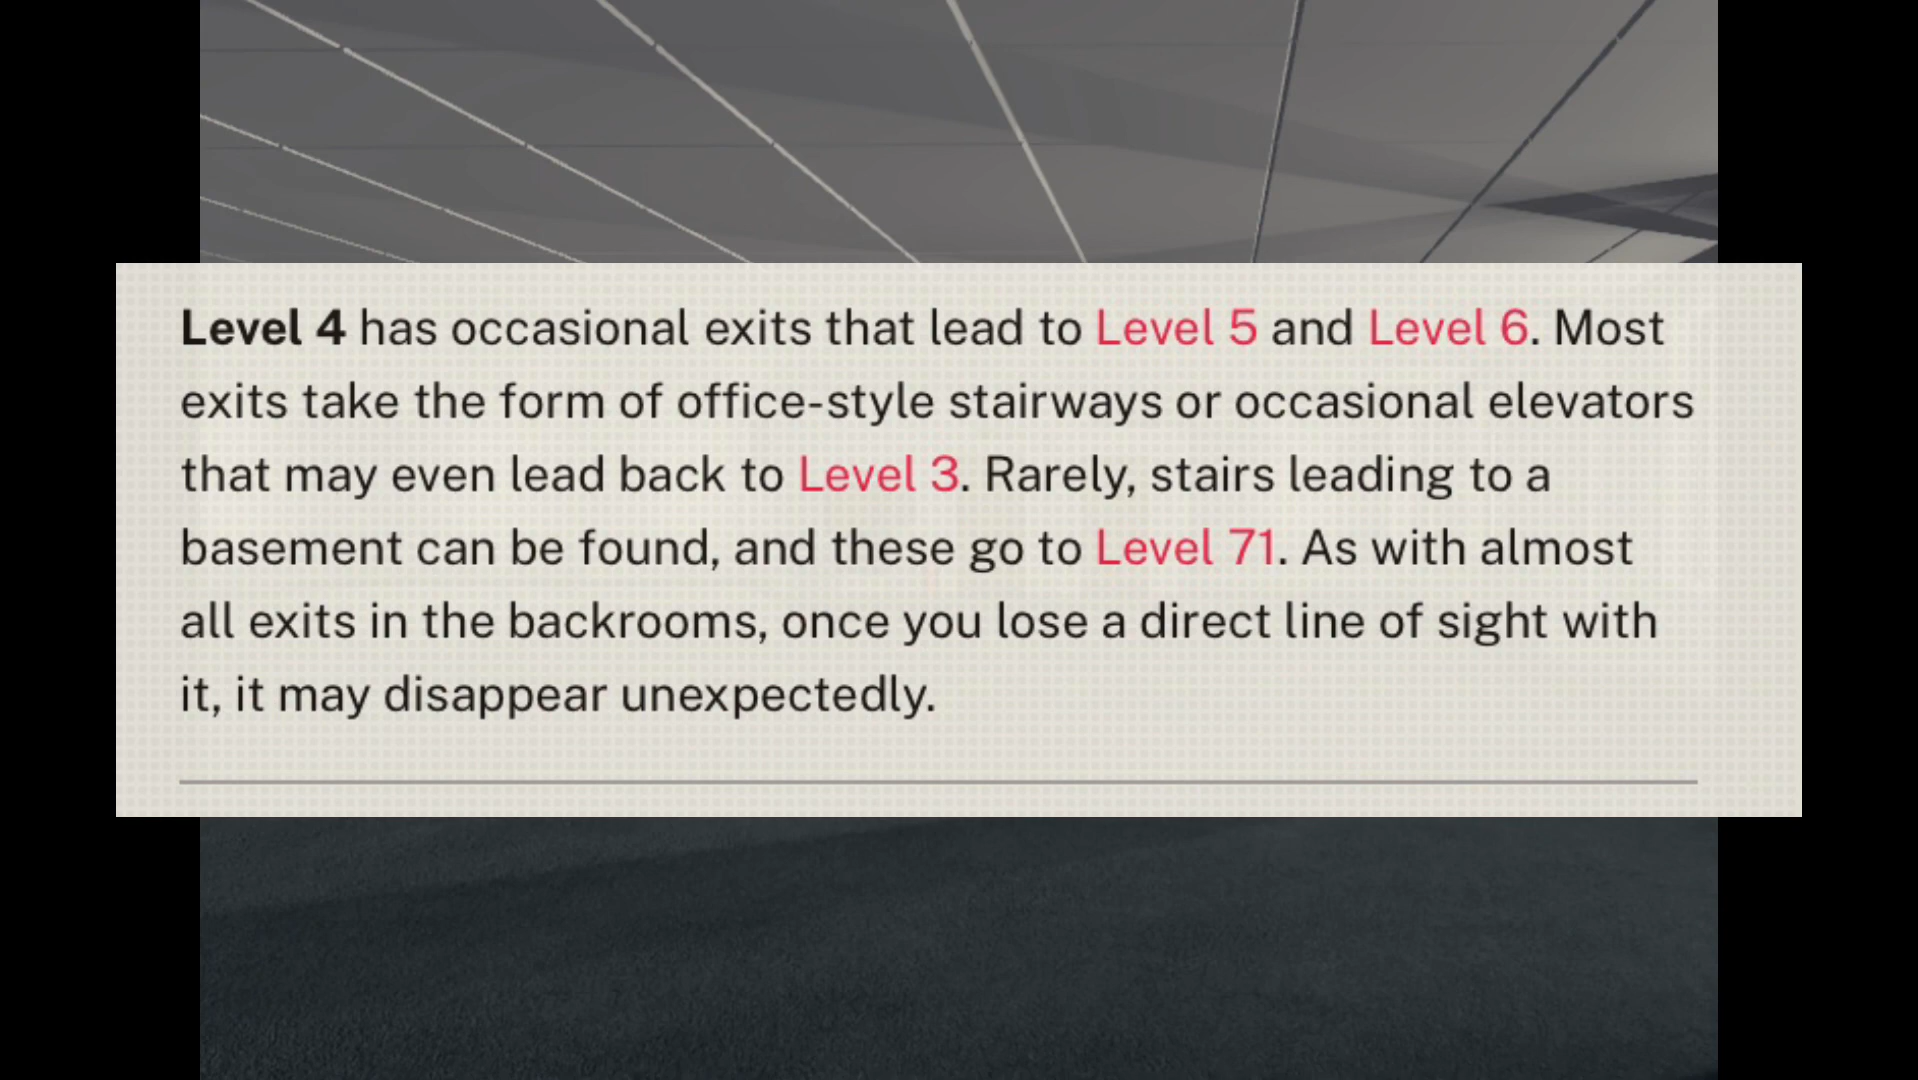 Level 4 has occasional exits that lead to Level 5 and Level 6. Most
exits take the form of office-style stairways or occasional elevators
that may even lead back to Level 3. Rarely, stairs leading to a
basement can be found, and these go to Level 71. As with almost
all exits in the backrooms, once you lose a direct line of sight with
it, it may disappear unexpectedly.